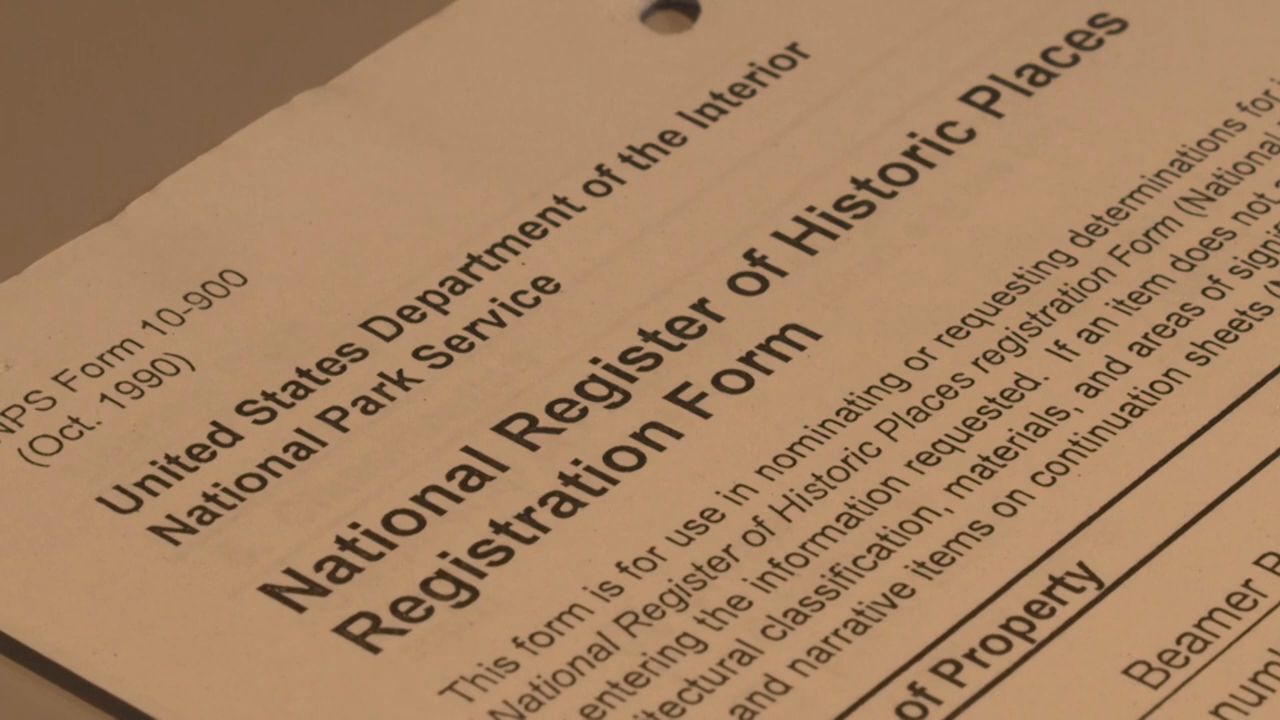 NPS Form 10-900
(Oct. 1990)
United States Department of the Interior
National Park Service
National Register of Historic Places
Registration Form
This form is for use in nominating or requesting determinations for
National Register of Historic Places registration Form (National
entering the information requested. If an item does not
and areas of
classification, materials,
and narrative items on continuation sheets
of Property
Beamer